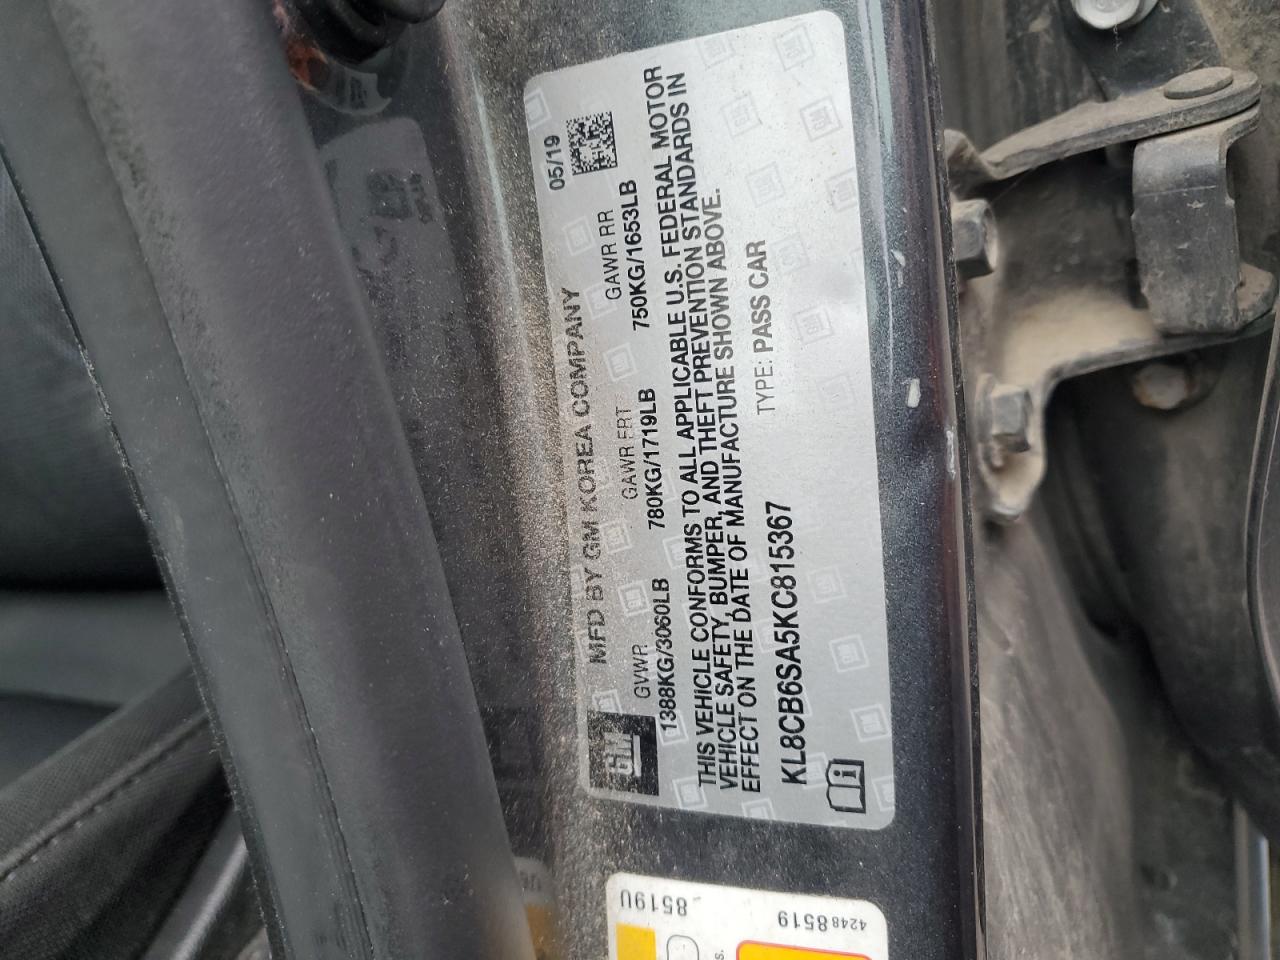 GM
MFD BY GM KOREA COMPANY
05/19
GVWR
GAWR FRT
GAWR RR
1388KG/3060LB
780KG/1719LB
750KG/1653LB
THIS VEHICLE CONFORMS TO ALL APPLICABLE U.S. FEDERAL MOTOR
VEHICLE SAFETY, BUMPER, AND THEFT PREVENTION STANDARDS IN
EFFECT ON THE DATE OF MANUFACTURE SHOWN ABOVE.
KL8CB6SA5KC815367
TYPE: PASS CAR
8519U
42488519